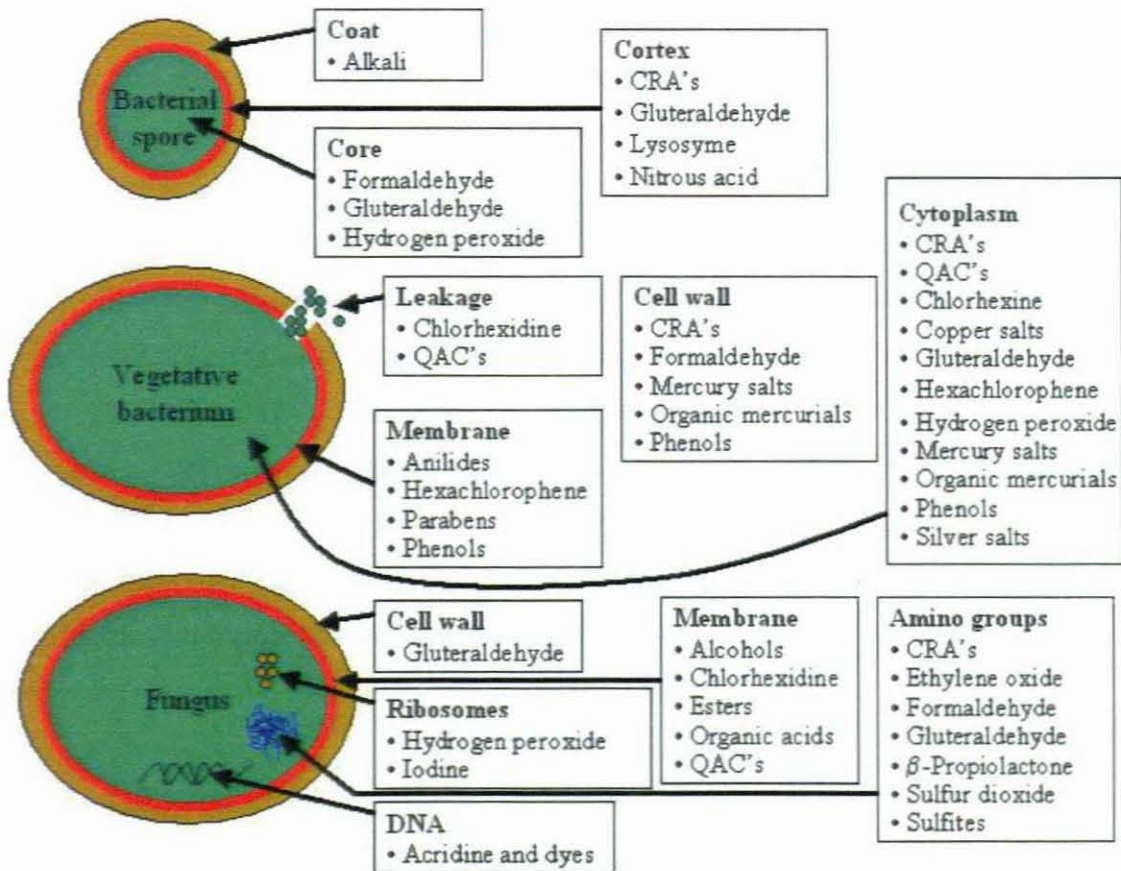 Coat
• Alkali
Cortex
• CRA's
• Gluteraldehyde
• Lysosyme
• Nitrous acid
Bacterial
spore
Core
• Formaldehyde
• Gluteraldehyde
• Hydrogen peroxide
Cytoplasm
• CRA's
• QAC's
• Chlorhexine
• Copper salts
• Gluteraldehyde
• Hexachlorophene
• Hydrogen peroxide
• Mercury salts
• Organic mercurials
• Phenols
• Silver salts
Leakage
• Chlorhexidine
• QAC's
Cell wall
• CRA's
• Formaldehyde
• Mercury salts
• Organic mercurials
• Phenols
Vegetative
bacterium
Membrane
• Anilides
• Hexachlorophene
• Parabens
• Phenols
Cell wall
• Gluteraldehyde
Membrane
• Alcohols
• Chlorhexidine
• Esters
• Organic acids
• QAC's
Amino groups
• CRA's
• Ethylene oxide
• Formaldehyde
• Gluteraldehyde
• β-Propiolactone
• Sulfur dioxide
• Sulfites
Fungus
Ribosomes
• Hydrogen peroxide
• Iodine
DNA
• Acridine and dyes